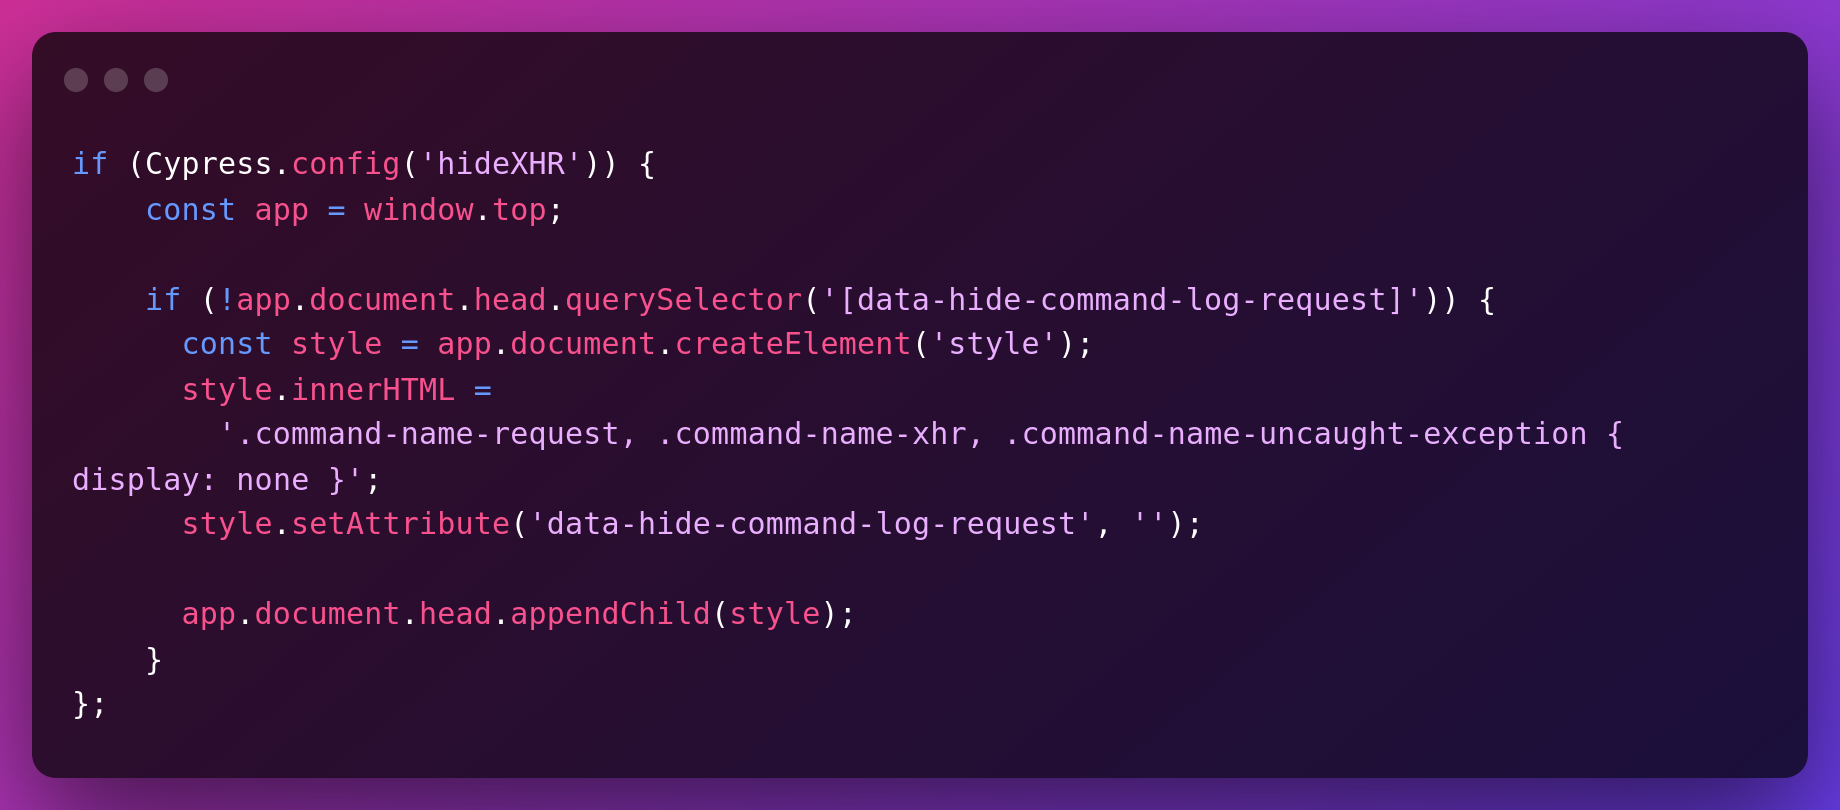 if (Cypress.config('hideXHR')) {
    const app = window.top;

    if (!app.document.head.querySelector('[data-hide-command-log-request]')) {
      const style = app.document.createElement('style');
      style.innerHTML =
        '.command-name-request, .command-name-xhr, .command-name-uncaught-exception {
display: none }';
      style.setAttribute('data-hide-command-log-request', '');

      app.document.head.appendChild(style);
    }
};